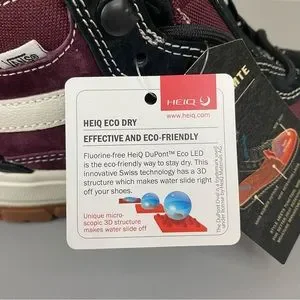 VANS
HEIQ
www.heiq.com
HEIQ ECO DRY
EFFECTIVE AND ECO-FRIENDLY
Fluorine-free HeiQ DuPont™ Eco LED
is the eco-friendly way to stay dry. This
innovative Swiss technology has a 3D
structure which makes water slide right
off your shoes.
Unique micro-
scopic 3D structure
makes water slide off